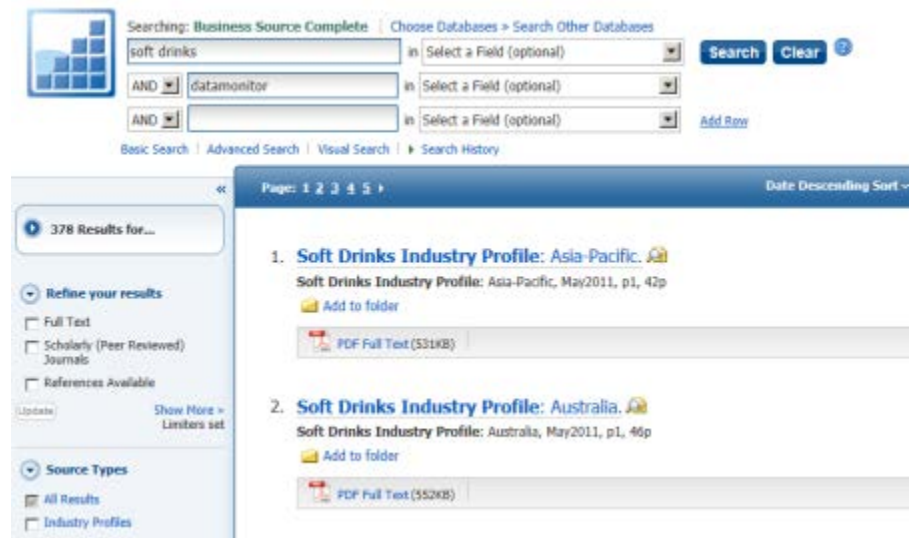 Searching: Business Source Complete | Choose Databases » Search Other Databases
soft drinks in Select a Field (optional) Search Clear ?
AND datamonitor in Select a Field (optional)
AND in Select a Field (optional) Add Row
Basic Search | Advanced Search | Visual Search | Search History
«
Page: 1 2 3 4 5
Date Descending Sort
378 Results for...
Refine your results
Full Text
Scholarly (Peer Reviewed)
Journals
References Available
Update
Show More »
Limiters set
Source Types
All Results
Industry Profiles
1. Soft Drinks Industry Profile: Asia-Pacific.
Soft Drinks Industry Profile: Asia-Pacific, May2011, p1, 42p
Add to folder
PDF Full Text (531KB)
2. Soft Drinks Industry Profile: Australia.
Soft Drinks Industry Profile: Australia, May2011, p1, 46p
Add to folder
PDF Full Text (552KB)